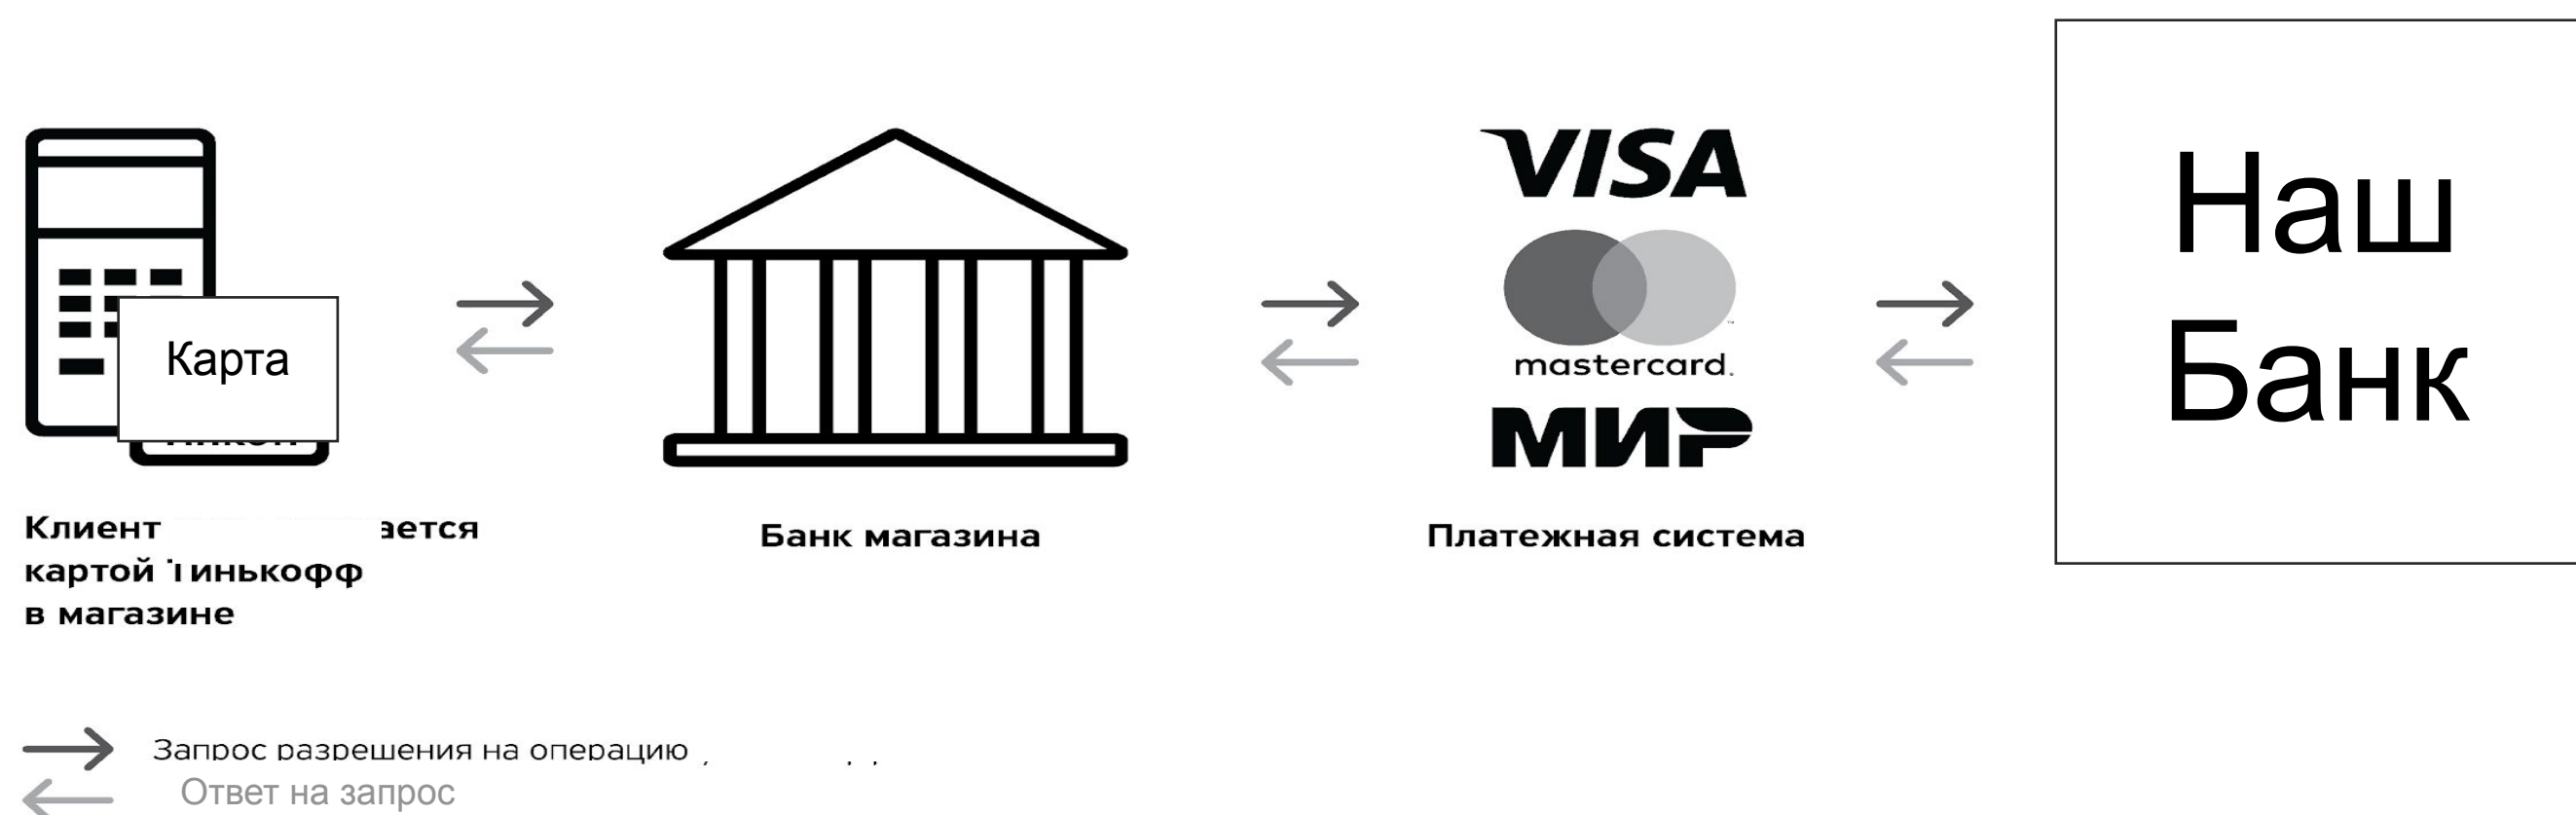 Карта
VISA
mastercard.
МИР
Наш
Банк
Клиент
картой Тинькофф
в магазине
Банк магазина
Платежная система
Запрос разрешения на операцию
Ответ на запрос